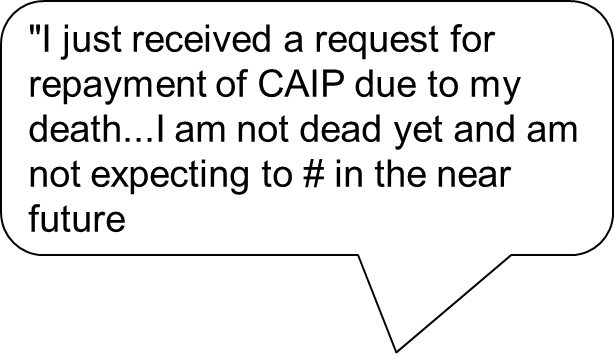 "I just received a request for
repayment of CAIP due to my
death...I am not dead yet and am
not expecting to # in the near
future